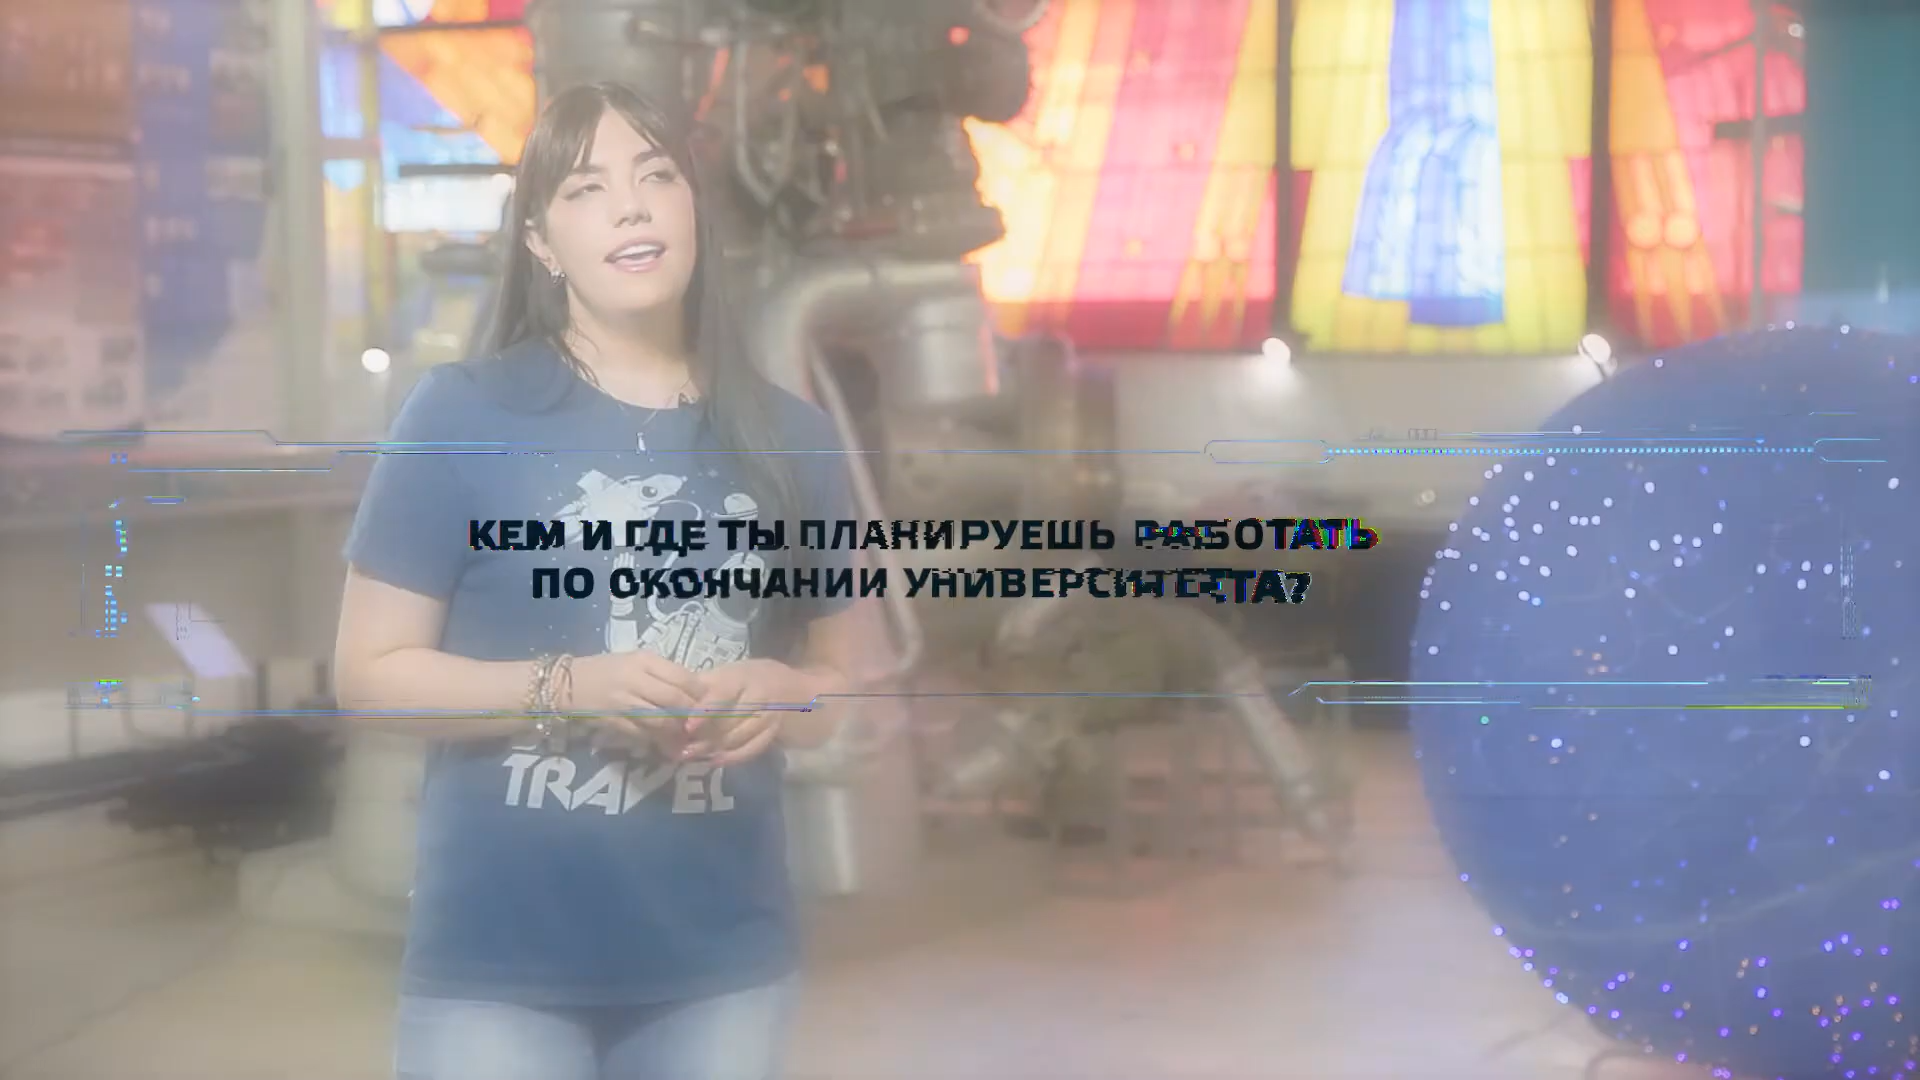 КЕМ И ГДЕ ТЫ ПЛАНИРУЕШЬ РАБОТАТЬ
ПО ОКОНЧАНИИ УНИВЕРСИТЕТА?
TRAVEL